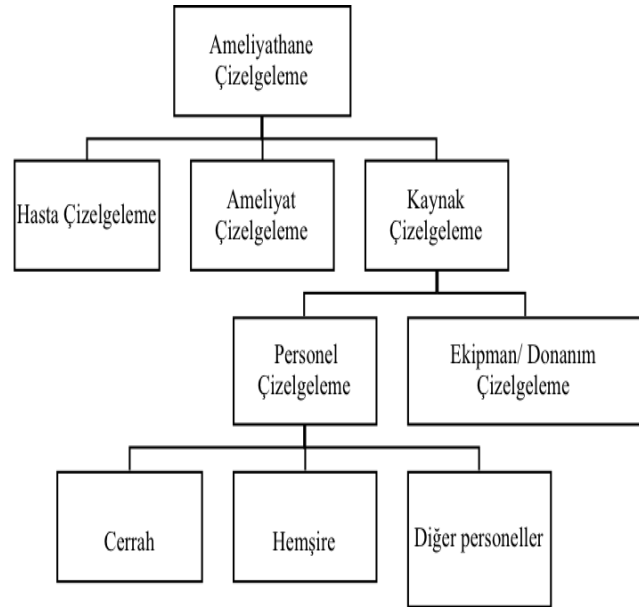 Ameliyathane
Çizelgeleme
Hasta Çizelgeleme
Ameliyat
Çizelgeleme
Kaynak
Çizelgeleme
Personel
Çizelgeleme
Ekipman/ Donanım
Çizelgeleme
Cerrah
Hemşire
Diğer personeller